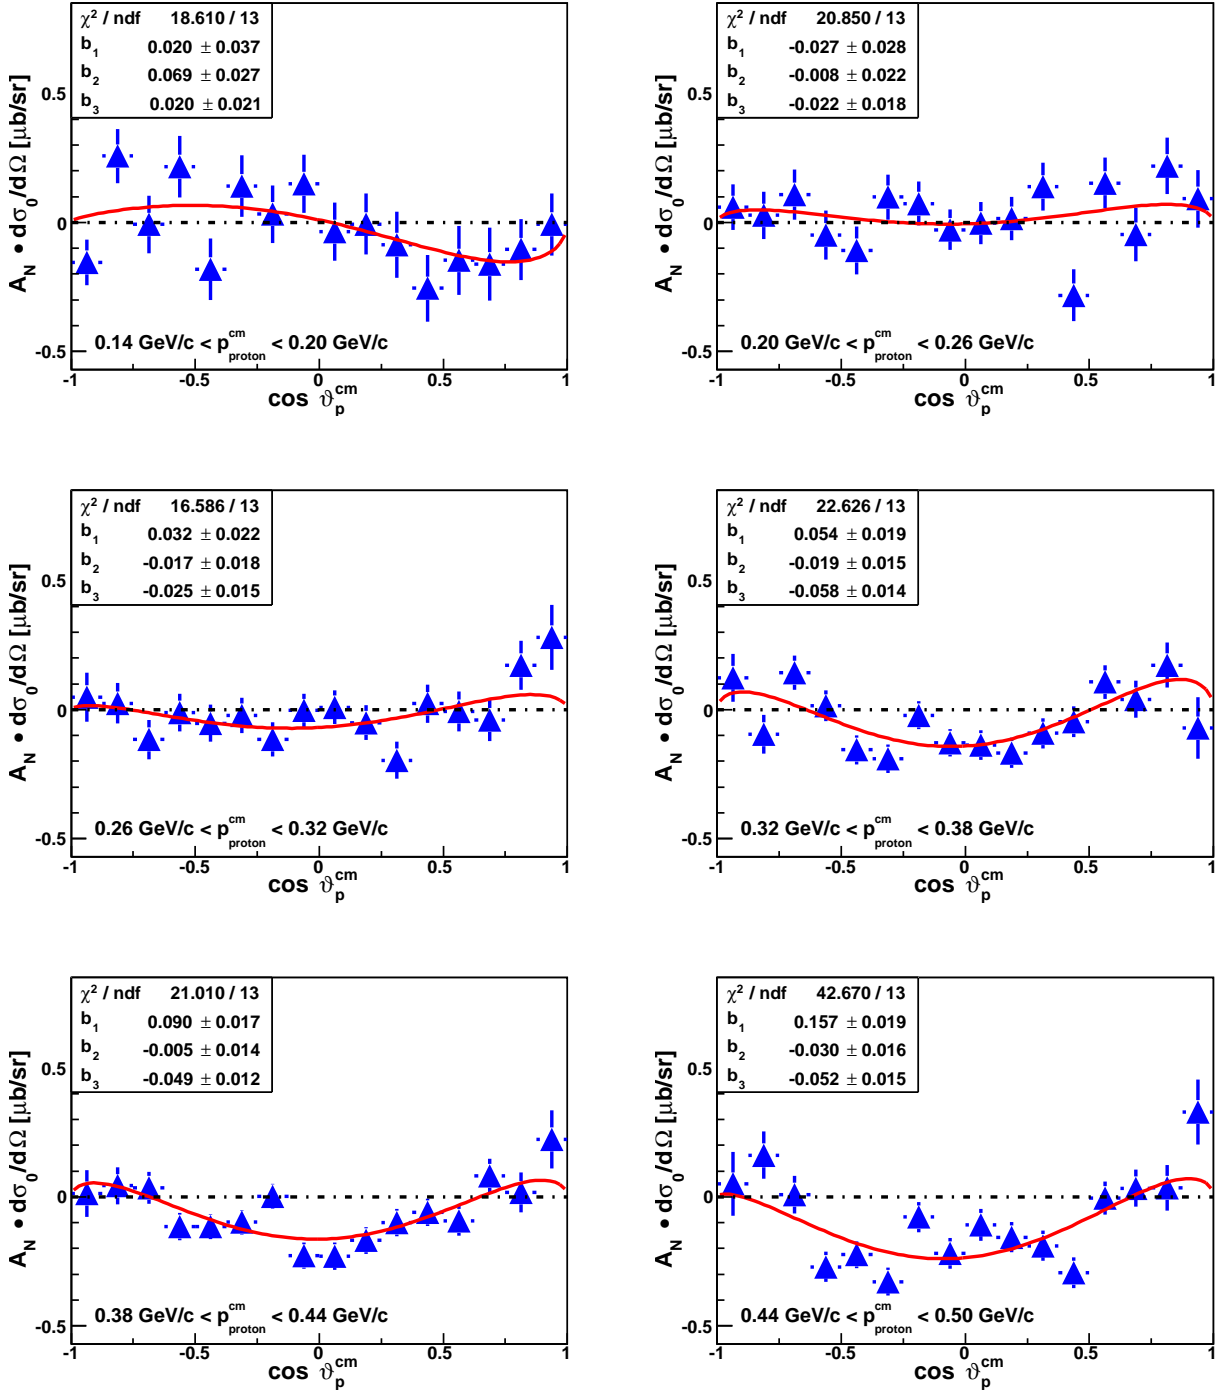 χ² / ndf 18.610 / 13
b₁ 0.020 ± 0.037
b₂ 0.069 ± 0.027
b₃ 0.020 ± 0.021
A_N • dσ₀/dΩ [μb/sr]
0.5
0
-0.5
0.14 GeV/c < p^cm_proton < 0.20 GeV/c
-1 -0.5 0 0.5 1
cos ϑ_p^cm
χ² / ndf 20.850 / 13
b₁ -0.027 ± 0.028
b₂ -0.008 ± 0.022
b₃ -0.022 ± 0.018
A_N • dσ₀/dΩ [μb/sr]
0.5
0
-0.5
0.20 GeV/c < p^cm_proton < 0.26 GeV/c
-1 -0.5 0 0.5 1
cos ϑ_p^cm
χ² / ndf 16.586 / 13
b₁ 0.032 ± 0.022
b₂ -0.017 ± 0.018
b₃ -0.025 ± 0.015
A_N • dσ₀/dΩ [μb/sr]
0.5
0
-0.5
0.26 GeV/c < p^cm_proton < 0.32 GeV/c
-1 -0.5 0 0.5 1
cos ϑ_p^cm
χ² / ndf 22.626 / 13
b₁ 0.054 ± 0.019
b₂ -0.019 ± 0.015
b₃ -0.058 ± 0.014
A_N • dσ₀/dΩ [μb/sr]
0.5
0
-0.5
0.32 GeV/c < p^cm_proton < 0.38 GeV/c
-1 -0.5 0 0.5 1
cos ϑ_p^cm
χ² / ndf 21.010 / 13
b₁ 0.090 ± 0.017
b₂ -0.005 ± 0.014
b₃ -0.049 ± 0.012
A_N • dσ₀/dΩ [μb/sr]
0.5
0
-0.5
0.38 GeV/c < p^cm_proton < 0.44 GeV/c
-1 -0.5 0 0.5 1
cos ϑ_p^cm
χ² / ndf 42.670 / 13
b₁ 0.157 ± 0.019
b₂ -0.030 ± 0.016
b₃ -0.052 ± 0.015
A_N • dσ₀/dΩ [μb/sr]
0.5
0
-0.5
0.44 GeV/c < p^cm_proton < 0.50 GeV/c
-1 -0.5 0 0.5 1
cos ϑ_p^cm